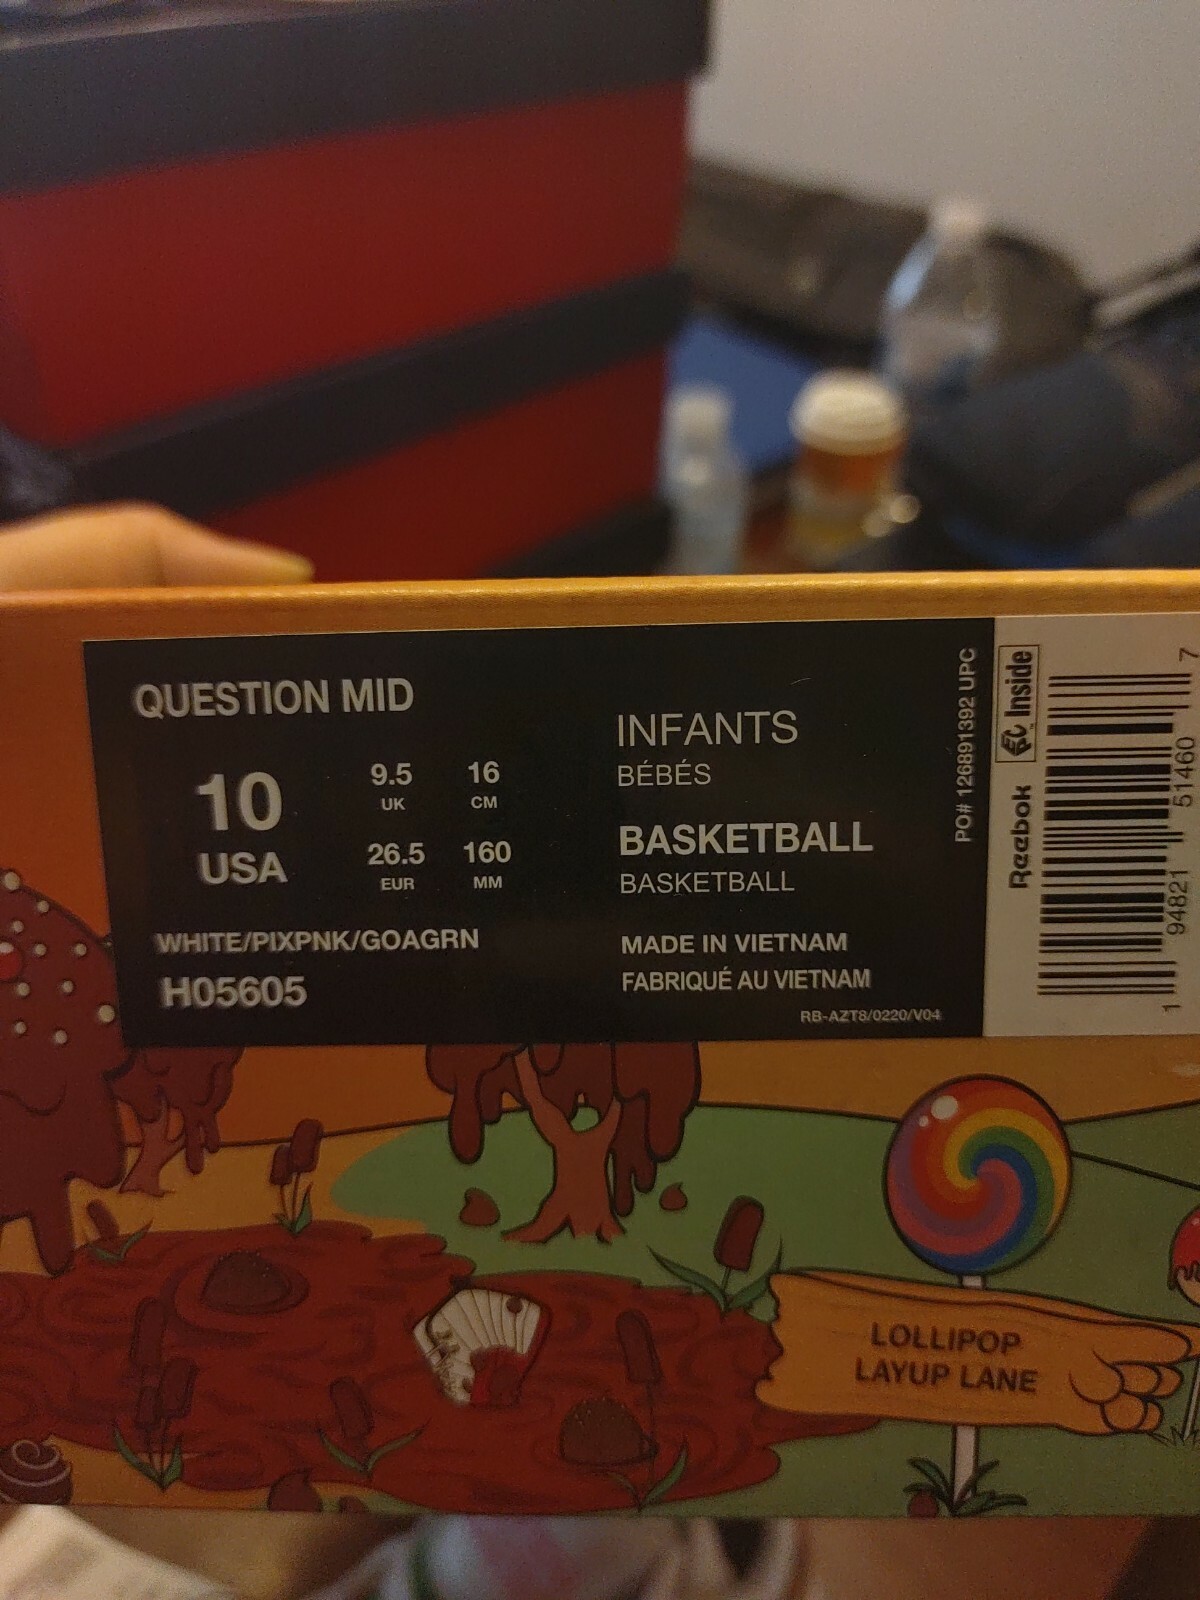 QUESTION MID
10
USA
9.5
UK
16
CM
26.5
EUR
160
MM
WHITE/PIXPNK/GOAGRN
H05605
INFANTS
BÉBÉS
BASKETBALL
BASKETBALL
MADE IN VIETNAM
FABRIQUÉ AU VIETNAM
RB-AZT8/0220/V04
PO# 126891392 UPC
Reebok Inside
1 94821 51460 7
LOLLIPOP
LAYUP LANE